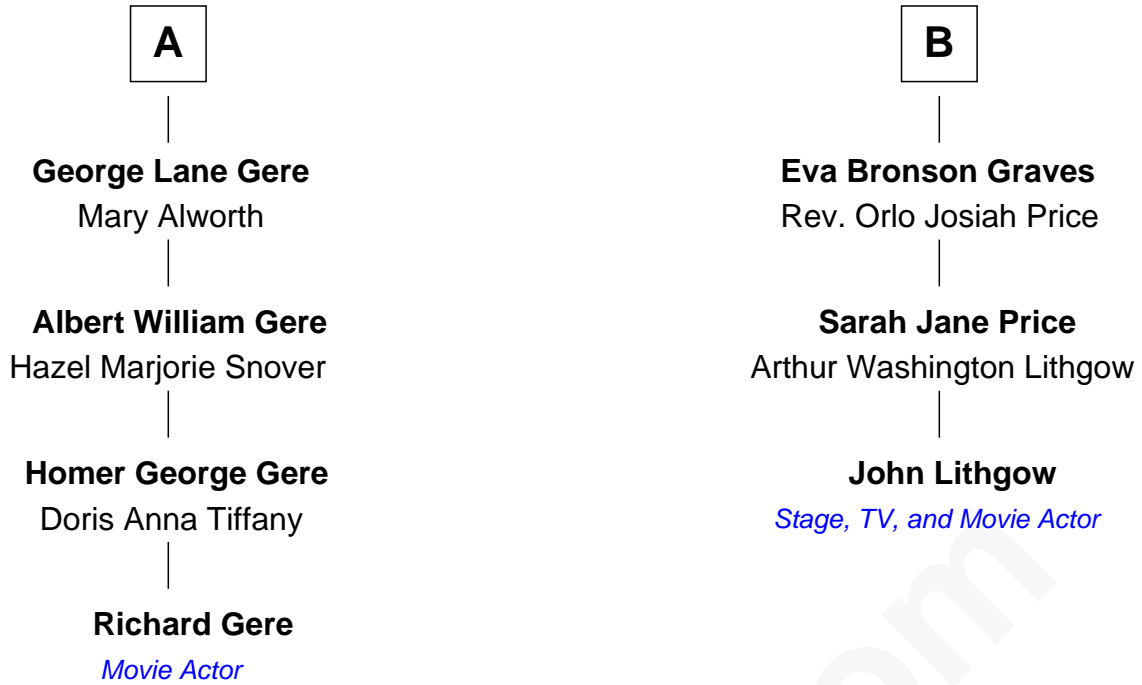 A
George Lane Gere
Mary Alworth
Albert William Gere
Hazel Marjorie Snover
Homer George Gere
Doris Anna Tiffany
Richard Gere
Movie Actor
B
Eva Bronson Graves
Rev. Orlo Josiah Price
Sarah Jane Price
Arthur Washington Lithgow
John Lithgow
Stage, TV, and Movie Actor
om